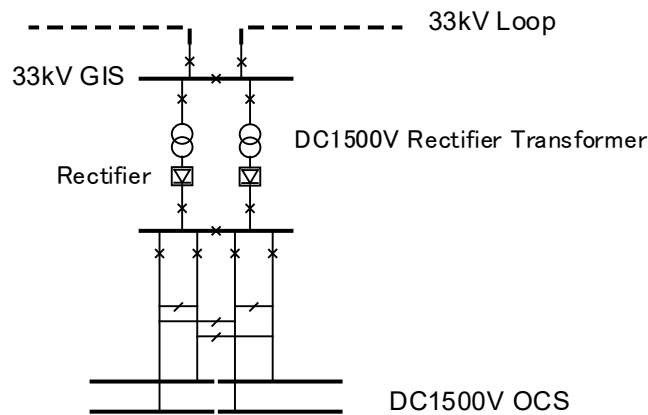 33kV Loop
33kV GIS
DC1500V Rectifier Transformer
Rectifier
DC1500V OCS